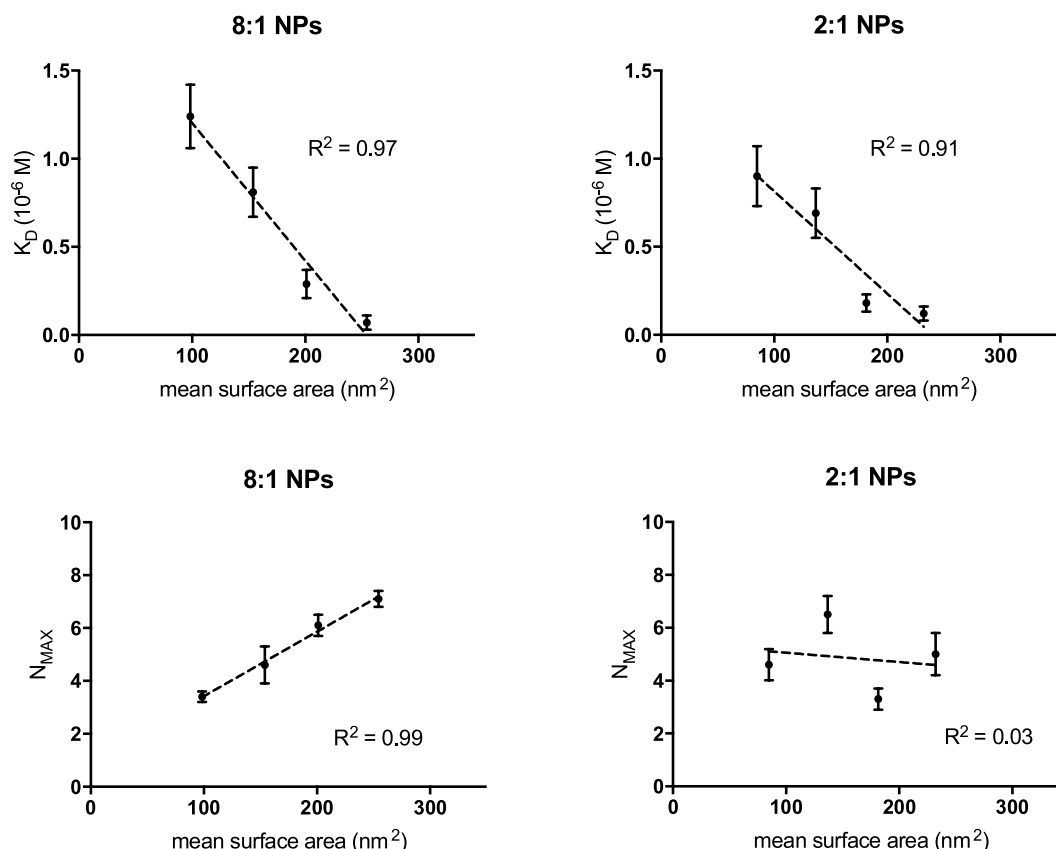 8:1 NPs
K_D (10^-6 M)
1.5
1.0
0.5
0.0
R^2 = 0.97
0 100 200 300
mean surface area (nm^2)
2:1 NPs
K_D (10^-6 M)
1.5
1.0
0.5
0.0
R^2 = 0.91
0 100 200 300
mean surface area (nm^2)
8:1 NPs
N_MAX
10
8
6
4
2
0
R^2 = 0.99
0 100 200 300
mean surface area (nm^2)
2:1 NPs
N_MAX
10
8
6
4
2
0
R^2 = 0.03
0 100 200 300
mean surface area (nm^2)